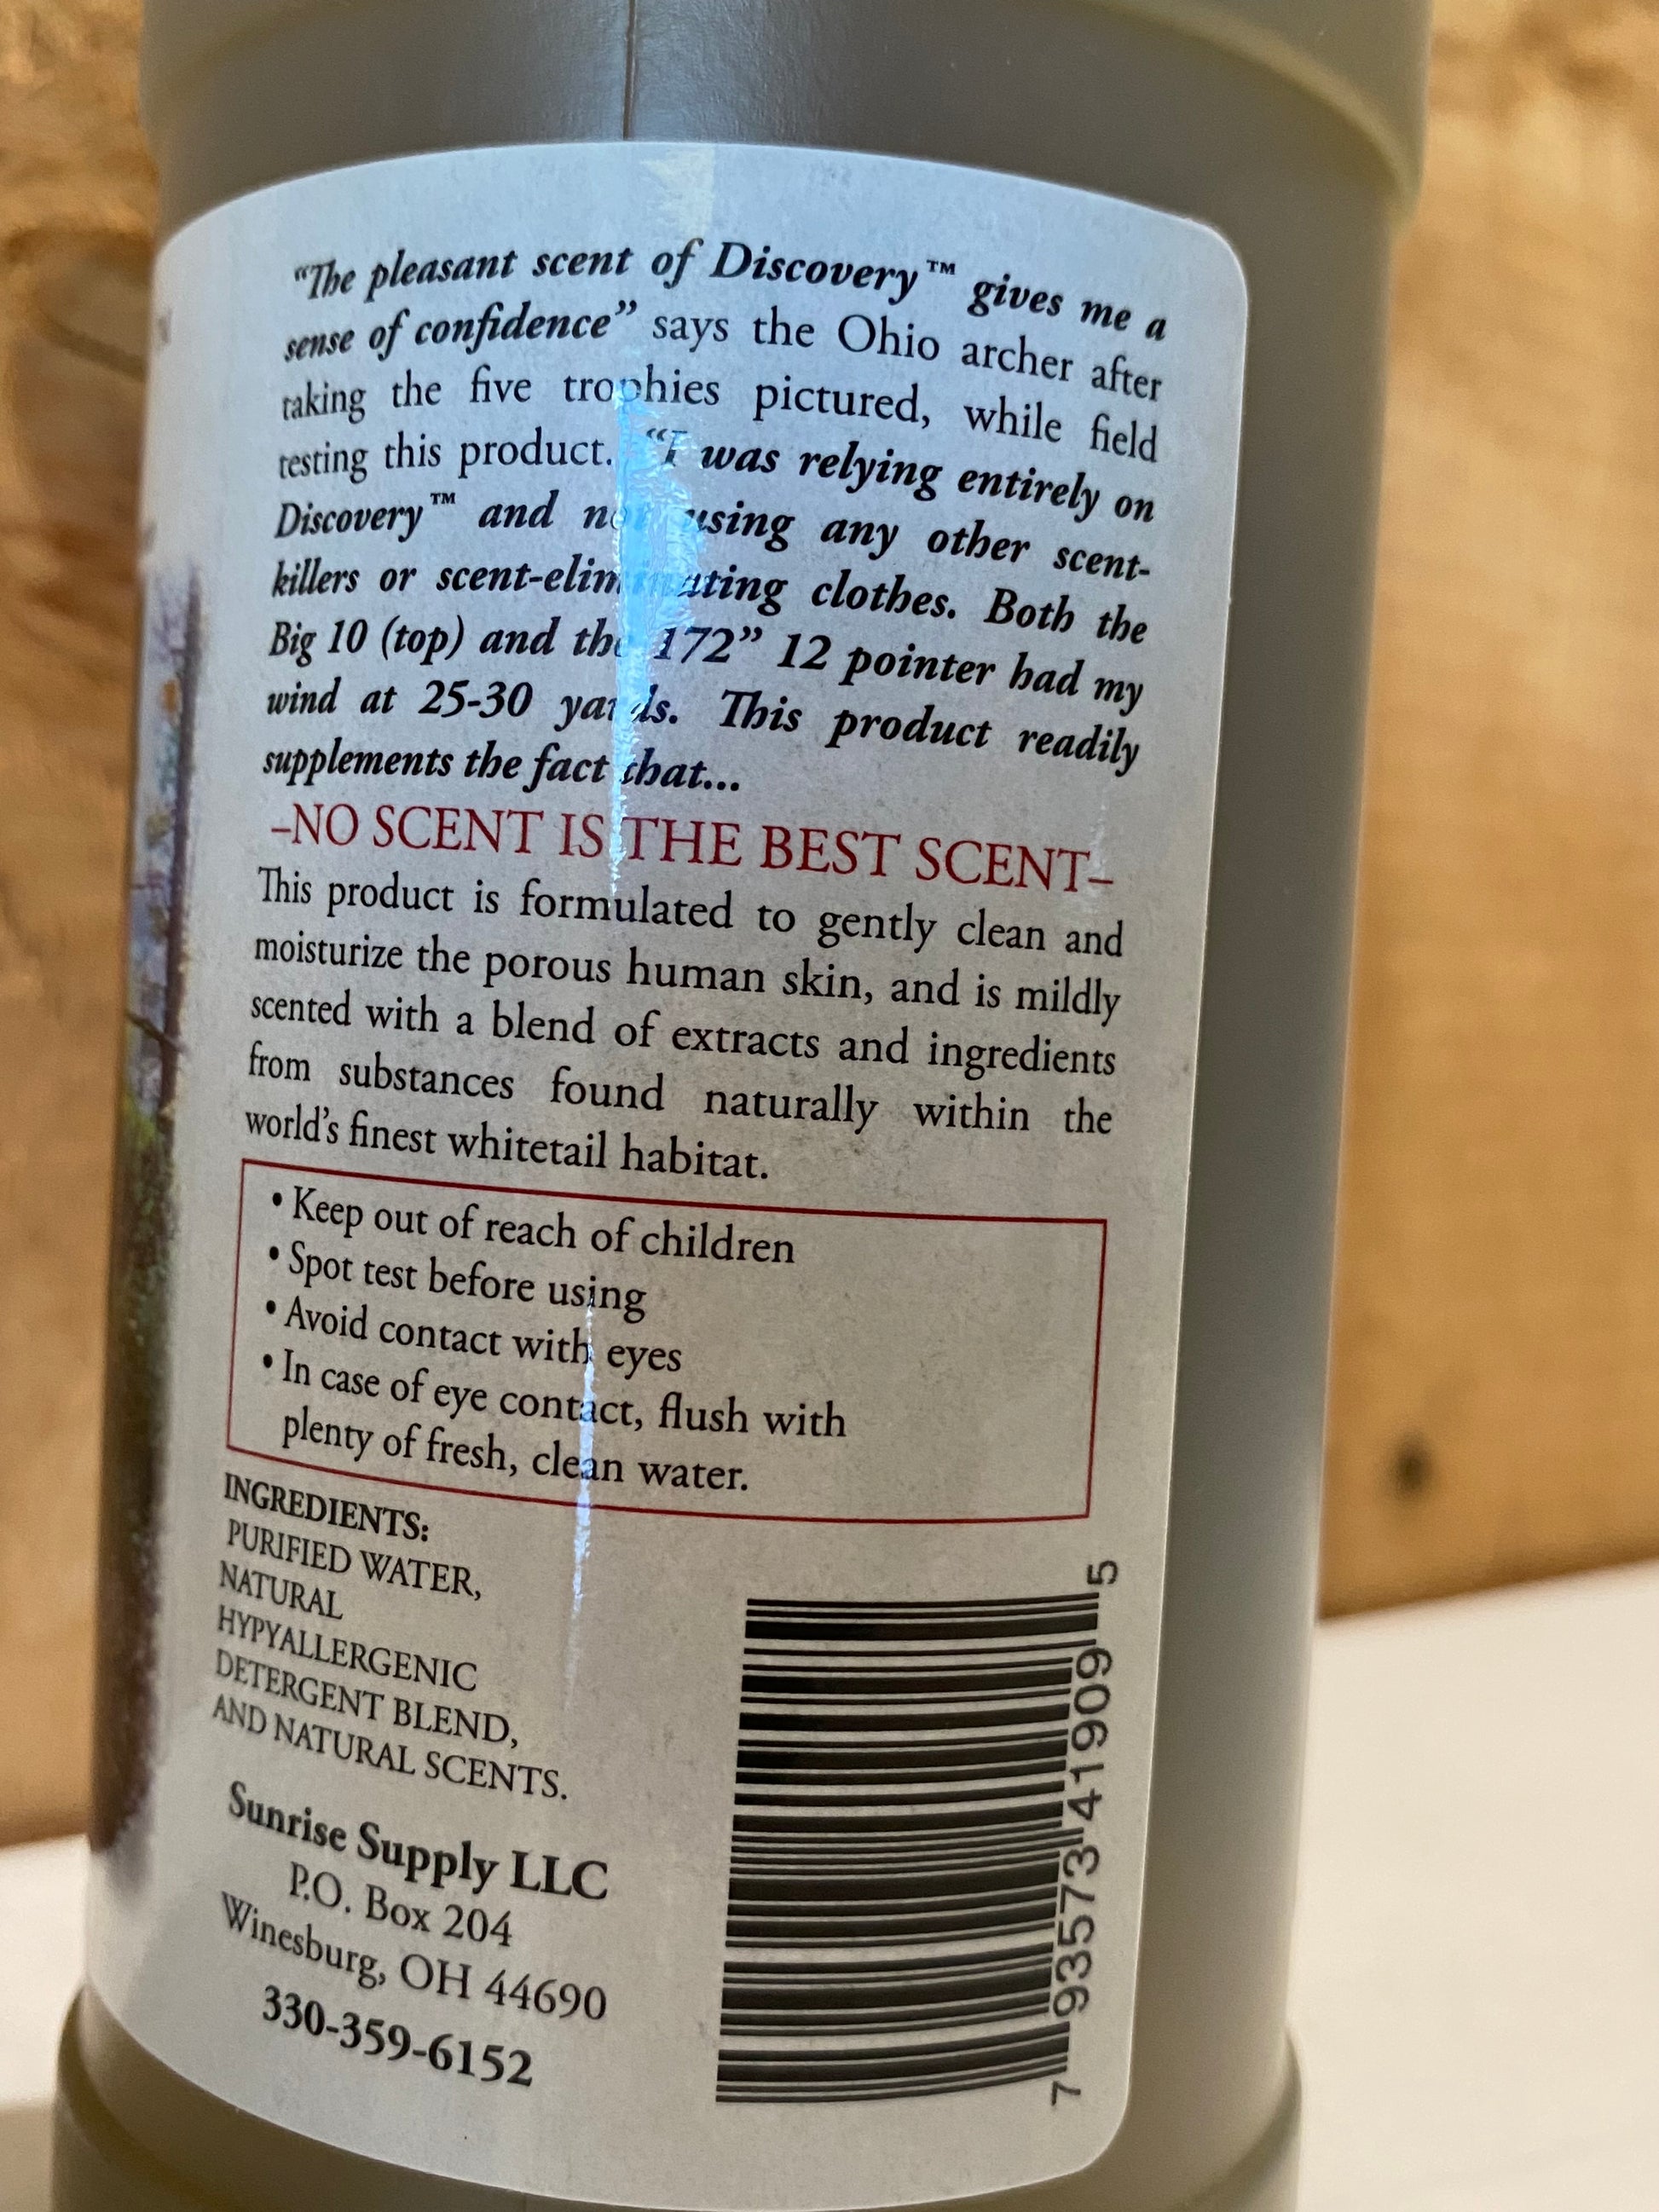 “The pleasant scent of Discovery™ gives me a
sense of confidence” says the Ohio archer after
taking the five trophies pictured, while field
testing this product. “I was relying entirely on
Discovery™ and not using any other scent-
killers or scent-eliminating clothes. Both the
Big 10 (top) and the 172” 12 pointer had my
wind at 25-30 yards. This product readily
supplements the fact that...
–NO SCENT IS THE BEST SCENT–
This product is formulated to gently clean and
moisturize the porous human skin, and is mildly
scented with a blend of extracts and ingredients
from substances found naturally within the
world’s finest whitetail habitat.
• Keep out of reach of children
• Spot test before using
• Avoid contact with eyes
• In case of eye contact, flush with
plenty of fresh, clean water.
INGREDIENTS:
PURIFIED WATER,
NATURAL
HYPYALLERGENIC
DETERGENT BLEND,
AND NATURAL SCENTS.
Sunrise Supply LLC
P.O. Box 204
Winesburg, OH 44690
330-359-6152
7 93573 41909 5